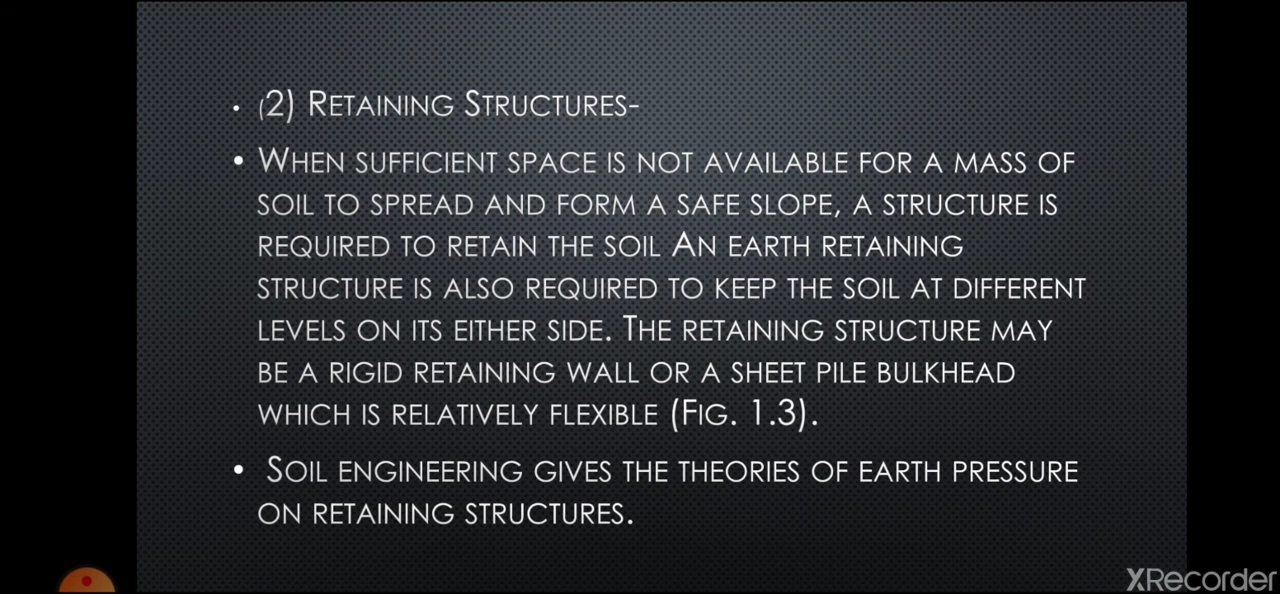 • (2) Retaining Structures-
• When sufficient space is not available for a mass of
soil to spread and form a safe slope, a structure is
required to retain the soil An earth retaining
structure is also required to keep the soil at different
levels on its either side. The retaining structure may
be a rigid retaining wall or a sheet pile bulkhead
which is relatively flexible (Fig. 1.3).
• Soil engineering gives the theories of earth pressure
on retaining structures.
XRecorder